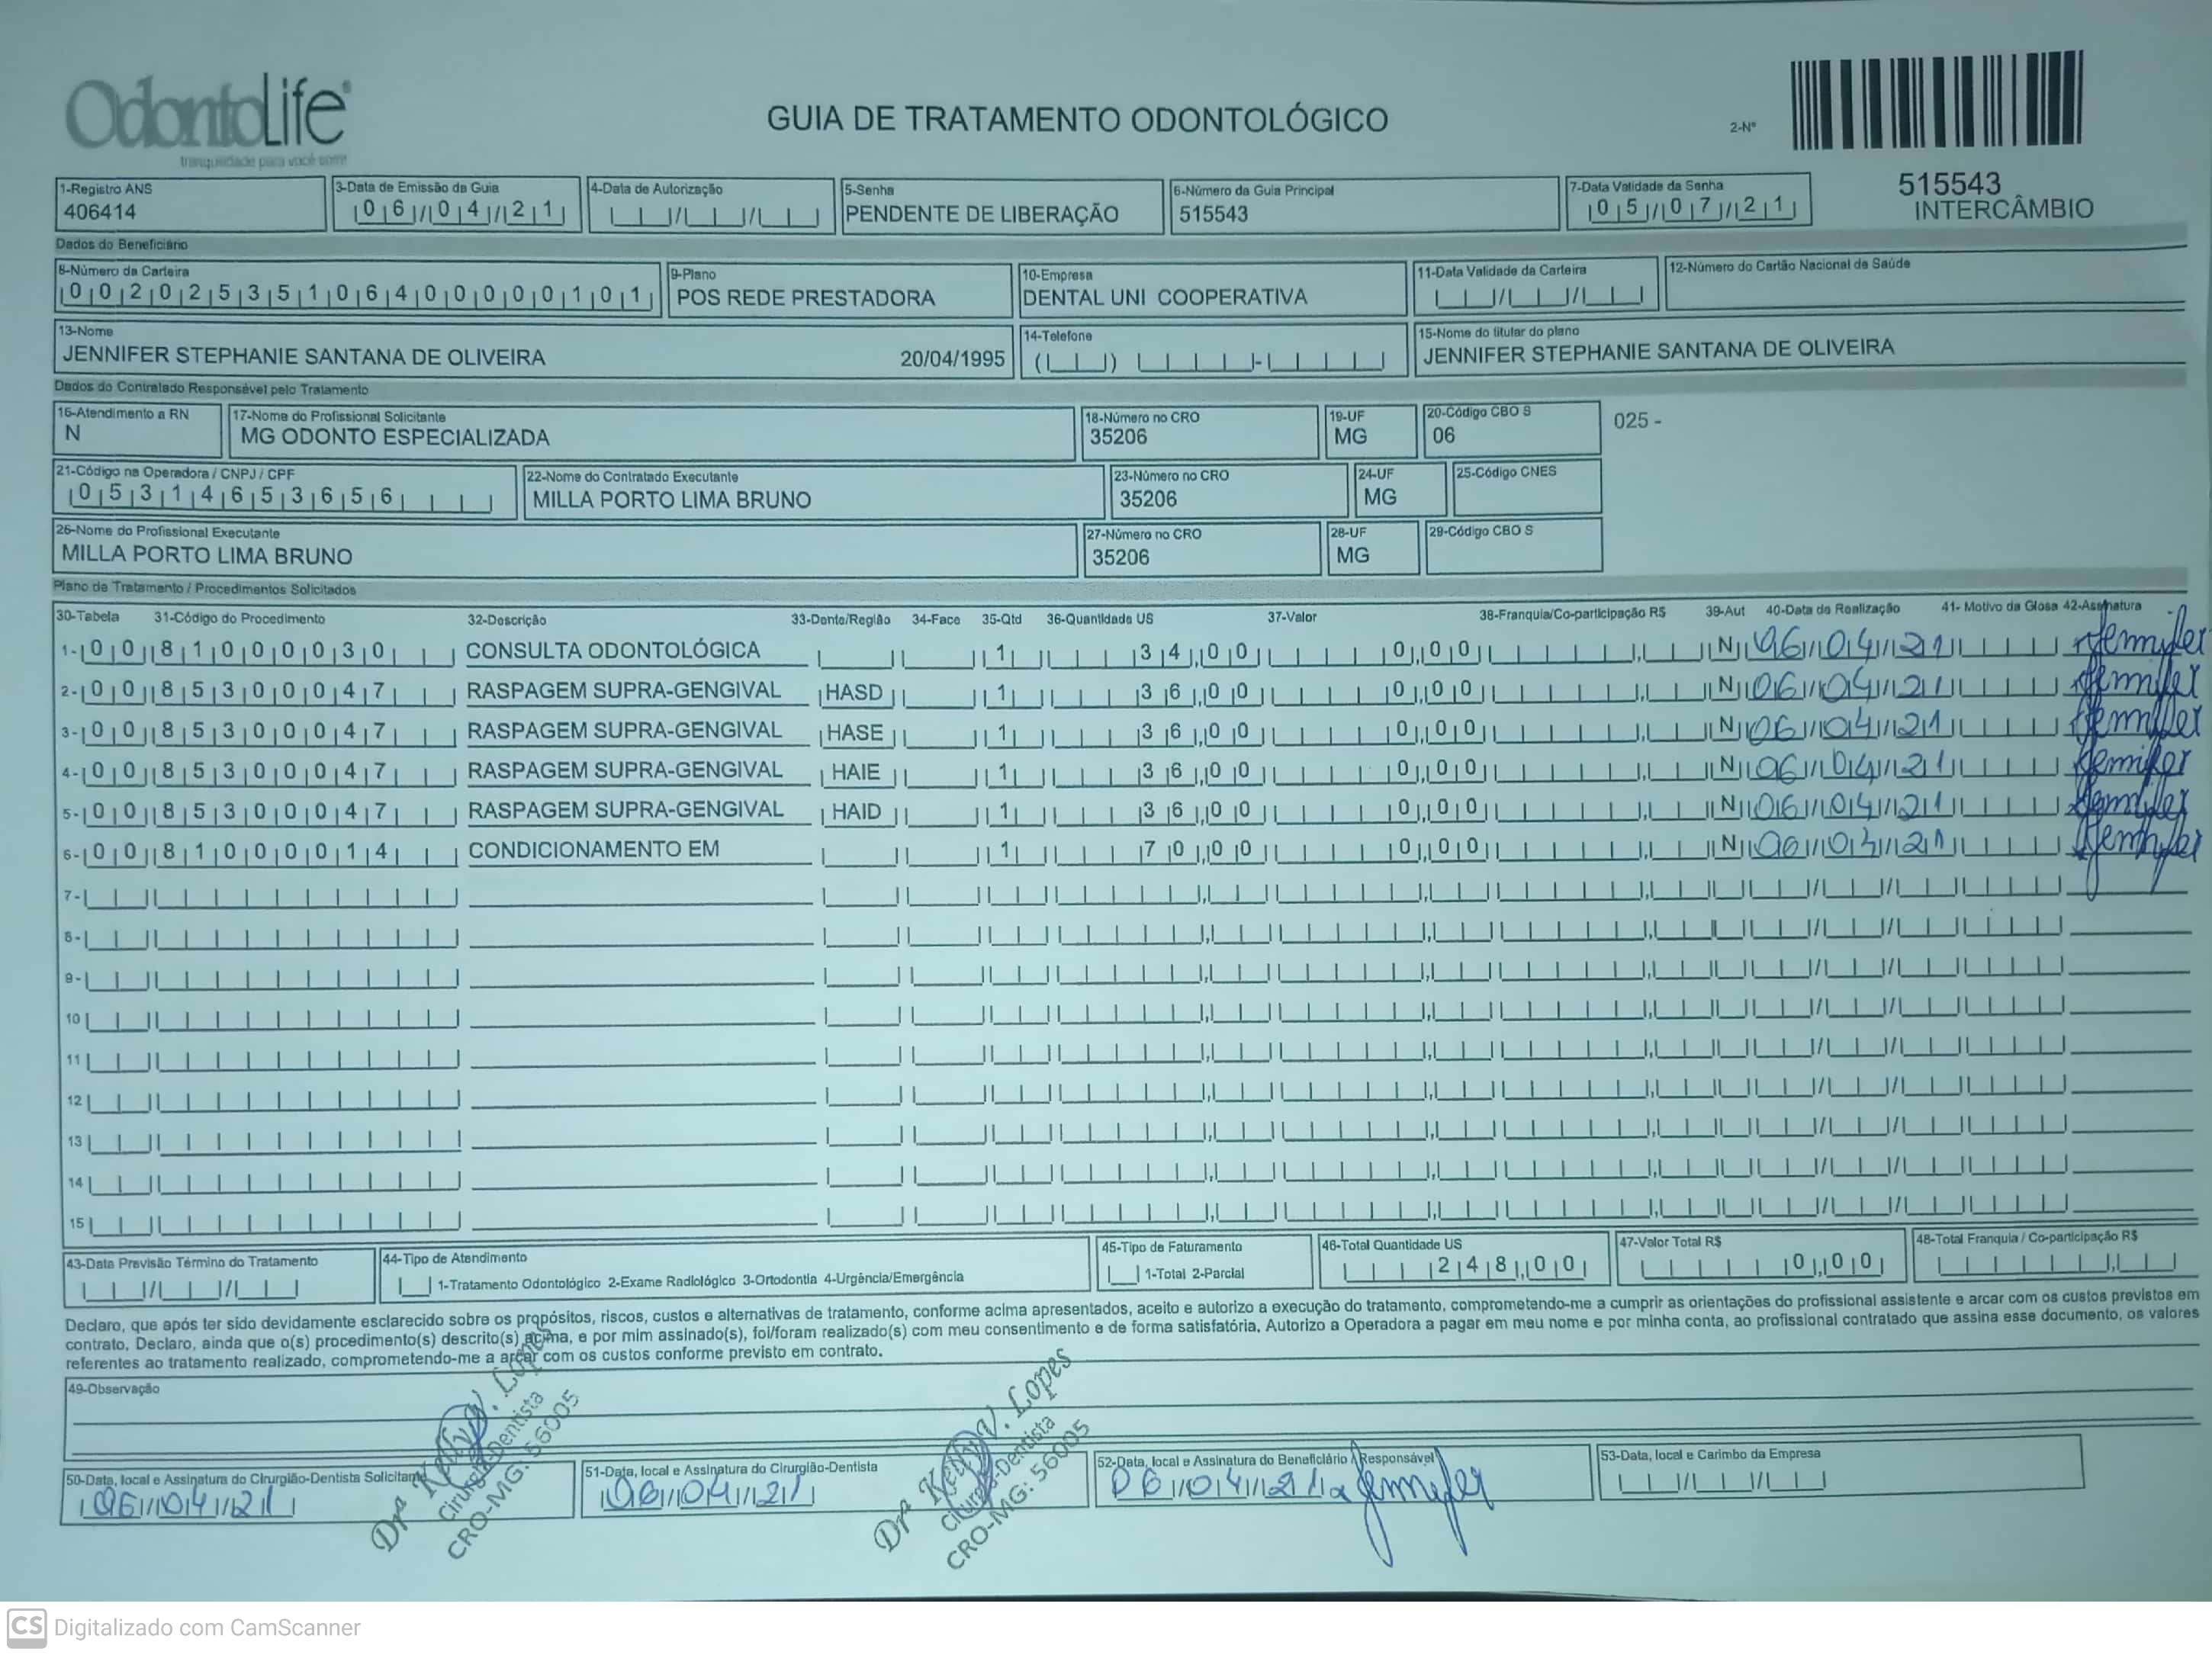 OdontoLife®
tranquilidade para você sorrir
GUIA DE TRATAMENTO ODONTOLÓGICO
2-Nº
515543
INTERCÂMBIO
1-Registro ANS
406414
3-Data de Emissão da Guia
06/04/21
4-Data de Autorização
5-Senha
PENDENTE DE LIBERAÇÃO
6-Número da Guia Principal
515543
7-Data Validade da Senha
05/07/21
Dados do Beneficiário
8-Número da Carteira
00202535106400000101
9-Plano
POS REDE PRESTADORA
10-Empresa
DENTAL UNI COOPERATIVA
11-Data Validade da Carteira
12-Número do Cartão Nacional de Saúde
13-Nome
JENNIFER STEPHANIE SANTANA DE OLIVEIRA 20/04/1995
14-Telefone
15-Nome do titular do plano
JENNIFER STEPHANIE SANTANA DE OLIVEIRA
Dados do Contratado Responsável pelo Tratamento
16-Atendimento a RN
N
17-Nome do Profissional Solicitante
MG ODONTO ESPECIALIZADA
18-Número no CRO
35206
19-UF
MG
20-Código CBO S
06
025 -
21-Código na Operadora / CNPJ / CPF
05314653656
22-Nome do Contratado Executante
MILLA PORTO LIMA BRUNO
23-Número no CRO
35206
24-UF
MG
25-Código CNES
26-Nome do Profissional Executante
MILLA PORTO LIMA BRUNO
27-Número no CRO
35206
28-UF
MG
29-Código CBO S
Plano de Tratamento / Procedimentos Solicitados
30-Tabela 31-Código do Procedimento 32-Descrição 33-Dente/Região 34-Face 35-Qtd 36-Quantidade US 37-Valor 38-Franquia/Co-participação R$ 39-Aut 40-Data de Realização 41- Motivo da Glosa 42-Assinatura
1- 00 81000030 CONSULTA ODONTOLÓGICA 1 34,00 0,00 N 06/04/21 Jennifer
2- 00 85300047 RASPAGEM SUPRA-GENGIVAL HASD 1 36,00 0,00 N 06/04/21 Jennifer
3- 00 85300047 RASPAGEM SUPRA-GENGIVAL HASE 1 36,00 0,00 N 06/04/21 Jennifer
4- 00 85300047 RASPAGEM SUPRA-GENGIVAL HAIE 1 36,00 0,00 N 06/04/21 Jennifer
5- 00 85300047 RASPAGEM SUPRA-GENGIVAL HAID 1 36,00 0,00 N 06/04/21 Jennifer
6- 00 81000014 CONDICIONAMENTO EM 1 70,00 0,00 N 06/04/21 Jennifer
7-
8-
9-
10
11
12
13
14
15
43-Data Previsão Término do Tratamento
44-Tipo de Atendimento
1-Tratamento Odontológico 2-Exame Radiológico 3-Ortodontia 4-Urgência/Emergência
45-Tipo de Faturamento
1-Total 2-Parcial
46-Total Quantidade US
248,00
47-Valor Total R$
0,00
48-Total Franquia / Co-participação R$
Declaro, que após ter sido devidamente esclarecido sobre os propósitos, riscos, custos e alternativas de tratamento, conforme acima apresentados, aceito e autorizo a execução do tratamento, comprometendo-me a cumprir as orientações do profissional assistente e arcar com os custos previstos em
contrato. Declaro, ainda que o(s) procedimento(s) descrito(s) acima, e por mim assinado(s), foi/foram realizado(s) com meu consentimento e de forma satisfatória. Autorizo a Operadora a pagar em meu nome e por minha conta, ao profissional contratado que assina esse documento, os valores
referentes ao tratamento realizado, comprometendo-me a arcar com os custos conforme previsto em contrato.
49-Observação
50-Data, local e Assinatura do Cirurgião-Dentista Solicitante
06/04/21
Drª Kellya. Lopes
Cirurgiã-Dentista
CRO-MG: 56005
51-Data, local e Assinatura do Cirurgião-Dentista
06/04/21
Drª Kellya. Lopes
Cirurgiã-Dentista
CRO-MG: 56005
52-Data, local e Assinatura do Beneficiário / Responsável
06/04/21 Jennifer
53-Data, local e Carimbo da Empresa
CS Digitalizado com CamScanner